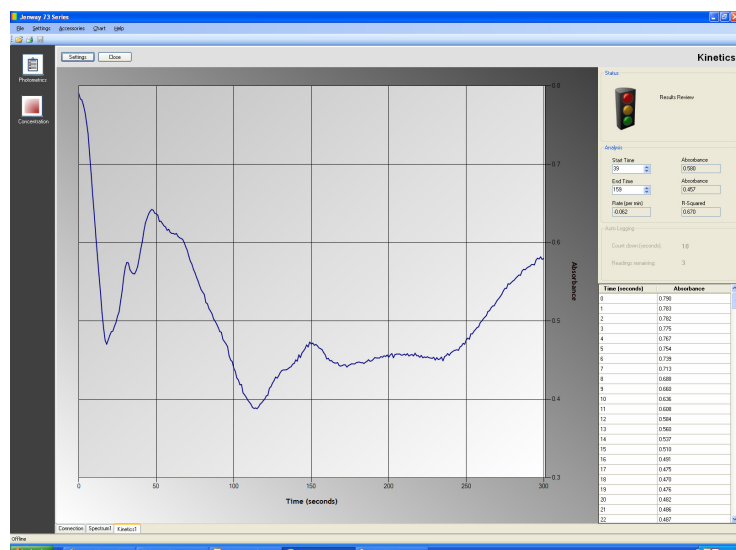 Jenway 73 Series
File Settings Accessories Chart Help
Settings Close
Kinetics
Photometrics
Concentration
Status
Results Review
Analysis
Start Time Absorbance
39 0.580
End Time Absorbance
159 0.457
Rate (per min) R-Squared
-0.062 0.670
Auto Logging
Count down (seconds): 18
Readings remaining: 3
0.8
0.7
0.6
0.5
0.4
0.3
Absorbance
0 50 100 150 200 250 300
Time (seconds)
Time (seconds) Absorbance
0 0.790
1 0.783
2 0.782
3 0.775
4 0.767
5 0.754
6 0.739
7 0.713
8 0.688
9 0.660
10 0.636
11 0.608
12 0.584
13 0.560
14 0.537
15 0.510
16 0.491
17 0.475
18 0.470
19 0.476
20 0.482
21 0.486
22 0.487
Connection Spectrum1 Kinetics1
Offline